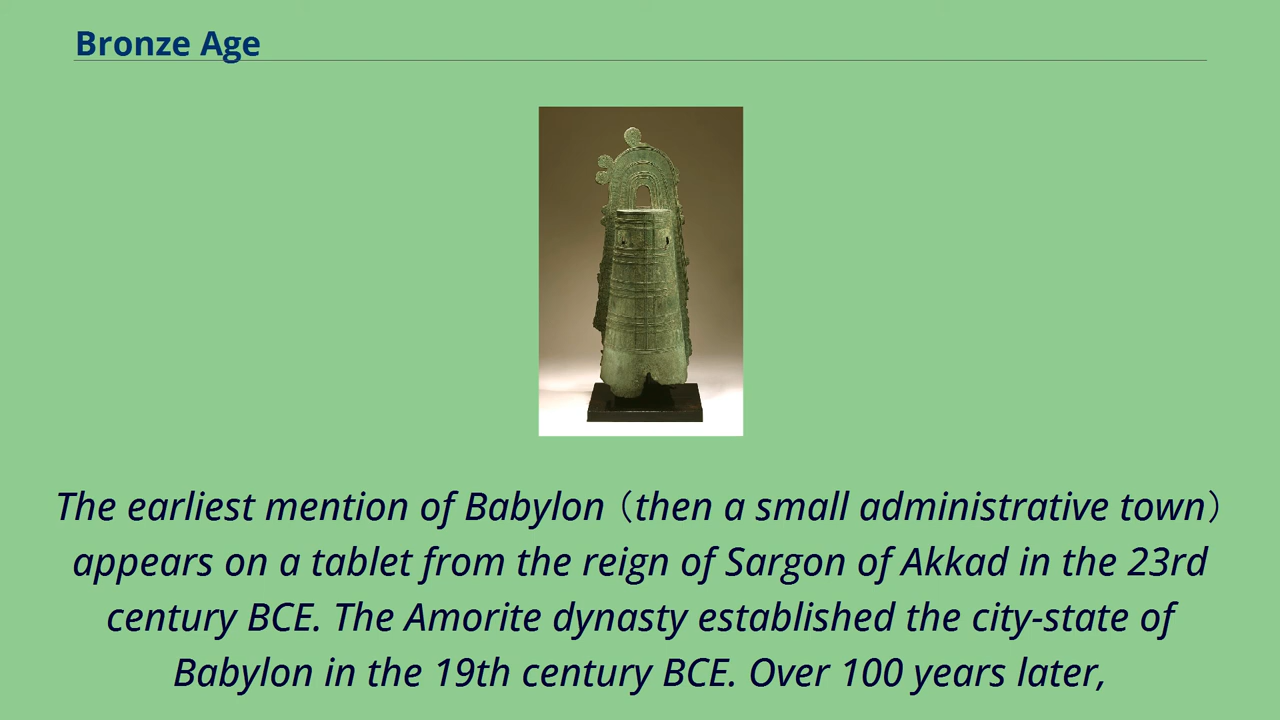 Bronze Age
The earliest mention of Babylon（then a small administrative town）
appears on a tablet from the reign of Sargon of Akkad in the 23rd
century BCE. The Amorite dynasty established the city-state of
Babylon in the 19th century BCE. Over 100 years later,